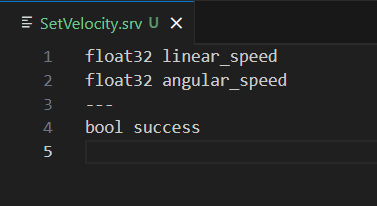 SetVelocity.srv U
1 float32 linear_speed
2 float32 angular_speed
3 ---
4 bool success
5